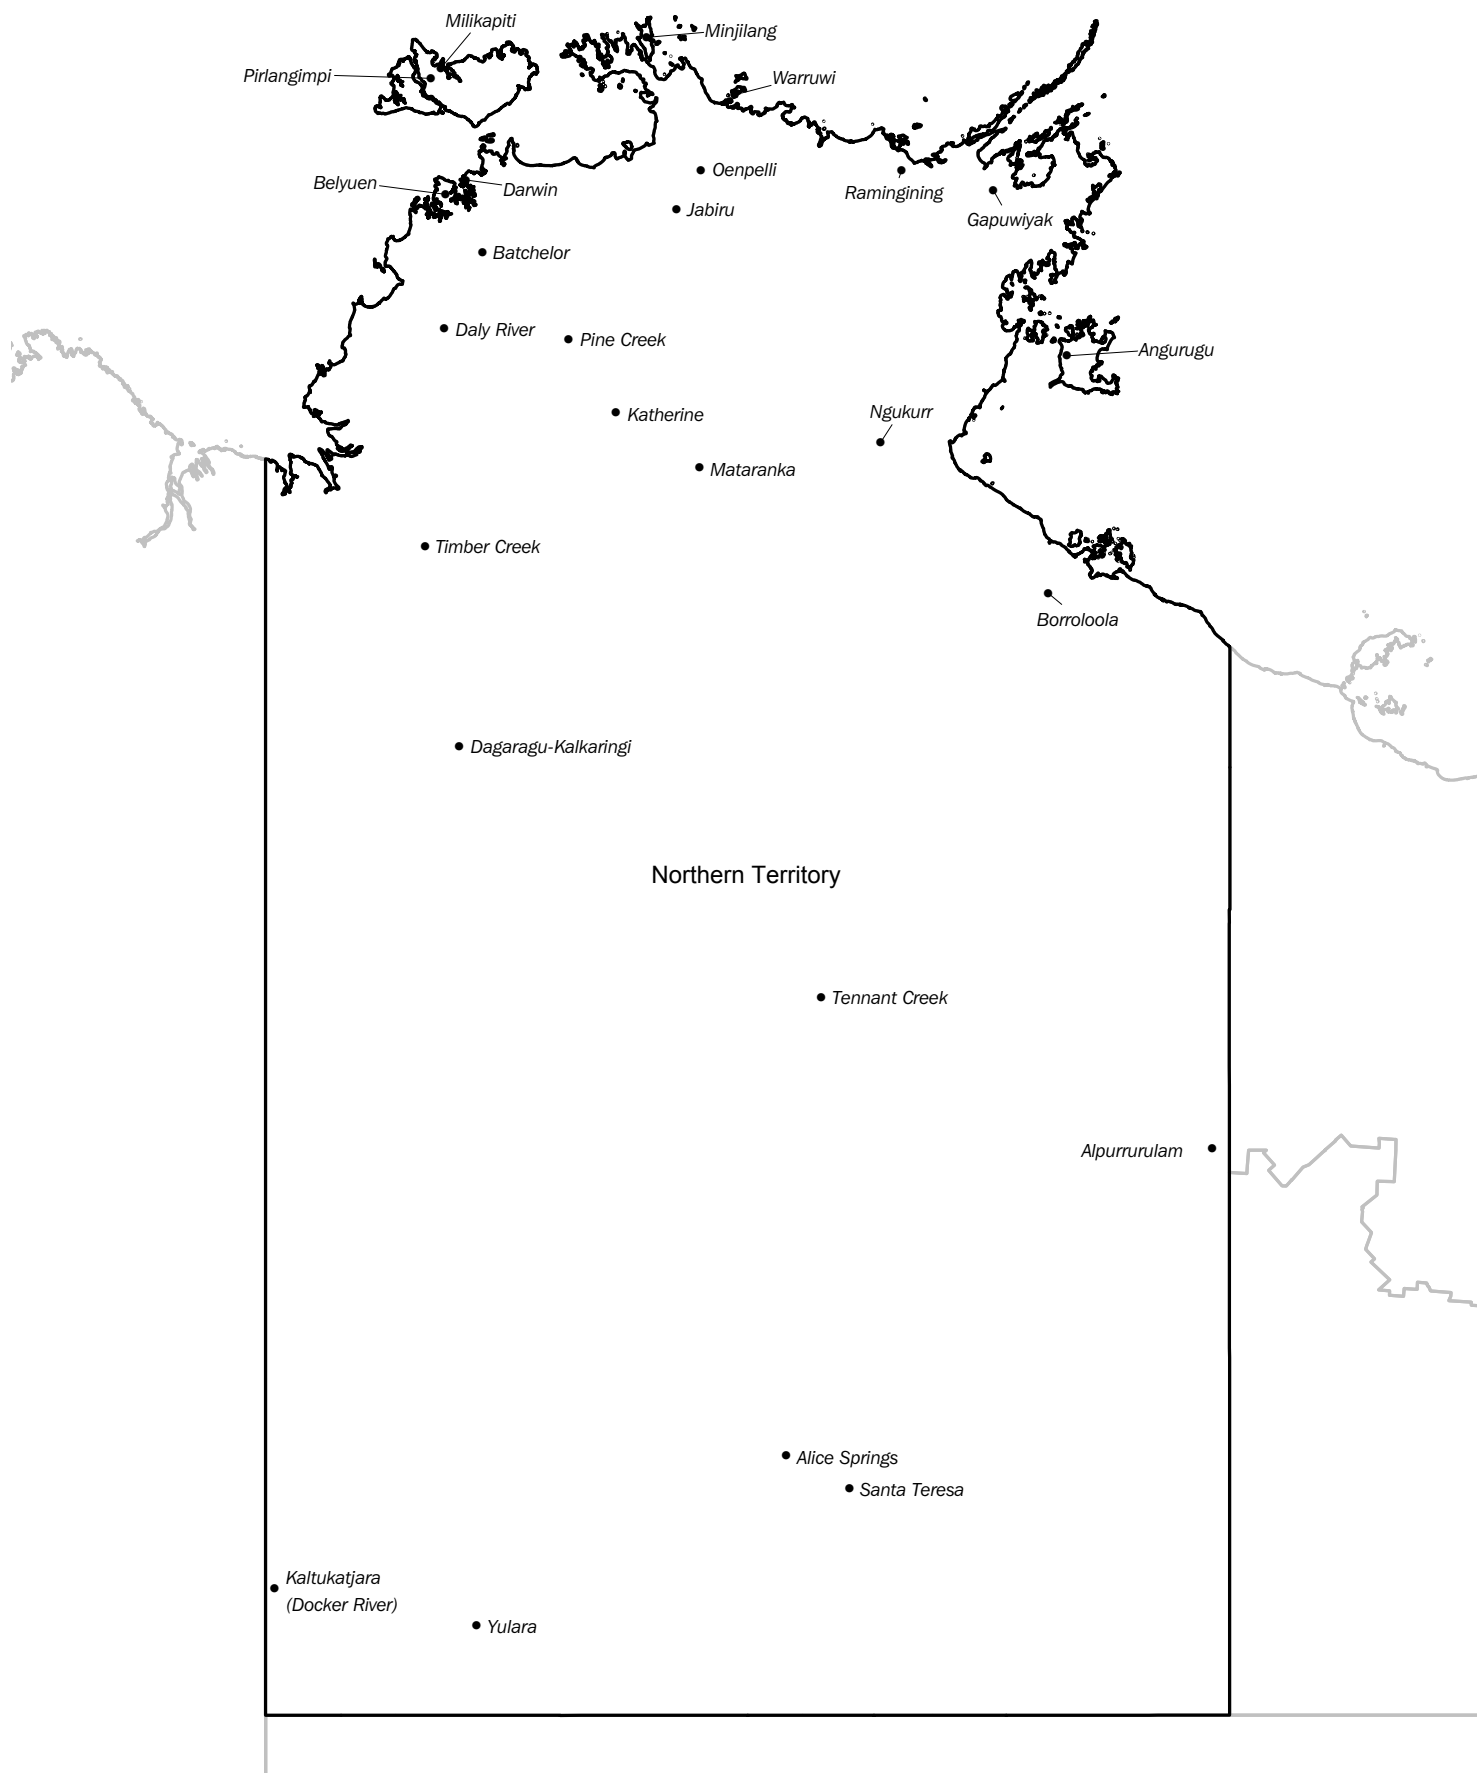 Milikapiti
Minjilang
Pirlangimpi
Warruwi
Oenpelli
Belyuen
Darwin
Ramingining
Jabiru
Gapuwiyak
Batchelor
Daly River
Pine Creek
Angurugu
Katherine
Ngukurr
Mataranka
Timber Creek
Borroloola
Dagaragu-Kalkaringi
Northern Territory
Tennant Creek
Alpurrurulam
Alice Springs
Santa Teresa
Kaltukatjara
(Docker River)
Yulara